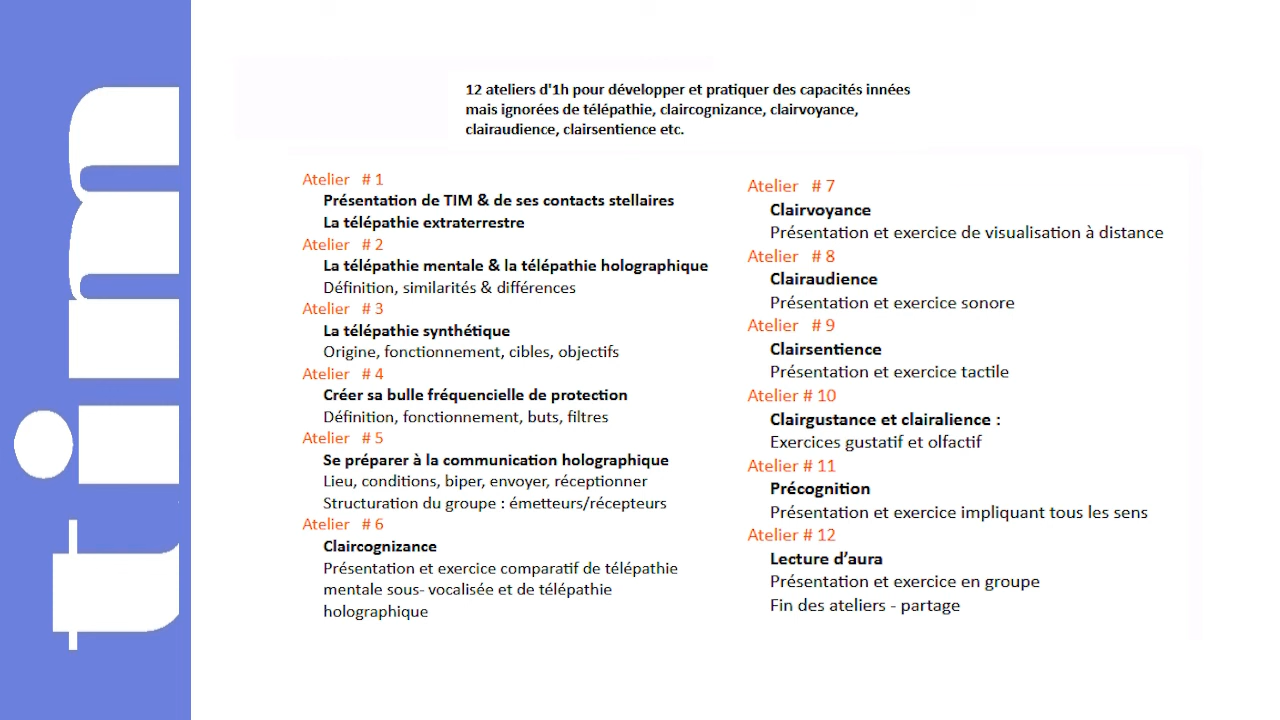 tim
12 ateliers d'1h pour développer et pratiquer des capacités innées
mais ignorées de télépathie, claircognizance, clairvoyance,
clairaudience, clairsentience etc.
Atelier # 1
Présentation de TIM & de ses contacts stellaires
La télépathie extraterrestre
Atelier # 2
La télépathie mentale & la télépathie holographique
Définition, similarités & différences
Atelier # 3
La télépathie synthétique
Origine, fonctionnement, cibles, objectifs
Atelier # 4
Créer sa bulle fréquencielle de protection
Définition, fonctionnement, buts, filtres
Atelier # 5
Se préparer à la communication holographique
Lieu, conditions, biper, envoyer, réceptionner
Structuration du groupe : émetteurs/récepteurs
Atelier # 6
Claircognizance
Présentation et exercice comparatif de télépathie
mentale sous- vocalisée et de télépathie
holographique
Atelier # 7
Clairvoyance
Présentation et exercice de visualisation à distance
Atelier # 8
Clairaudience
Présentation et exercice sonore
Atelier # 9
Clairsentience
Présentation et exercice tactile
Atelier # 10
Clairgustance et clairalience :
Exercices gustatif et olfactif
Atelier # 11
Précognition
Présentation et exercice impliquant tous les sens
Atelier # 12
Lecture d’aura
Présentation et exercice en groupe
Fin des ateliers - partage